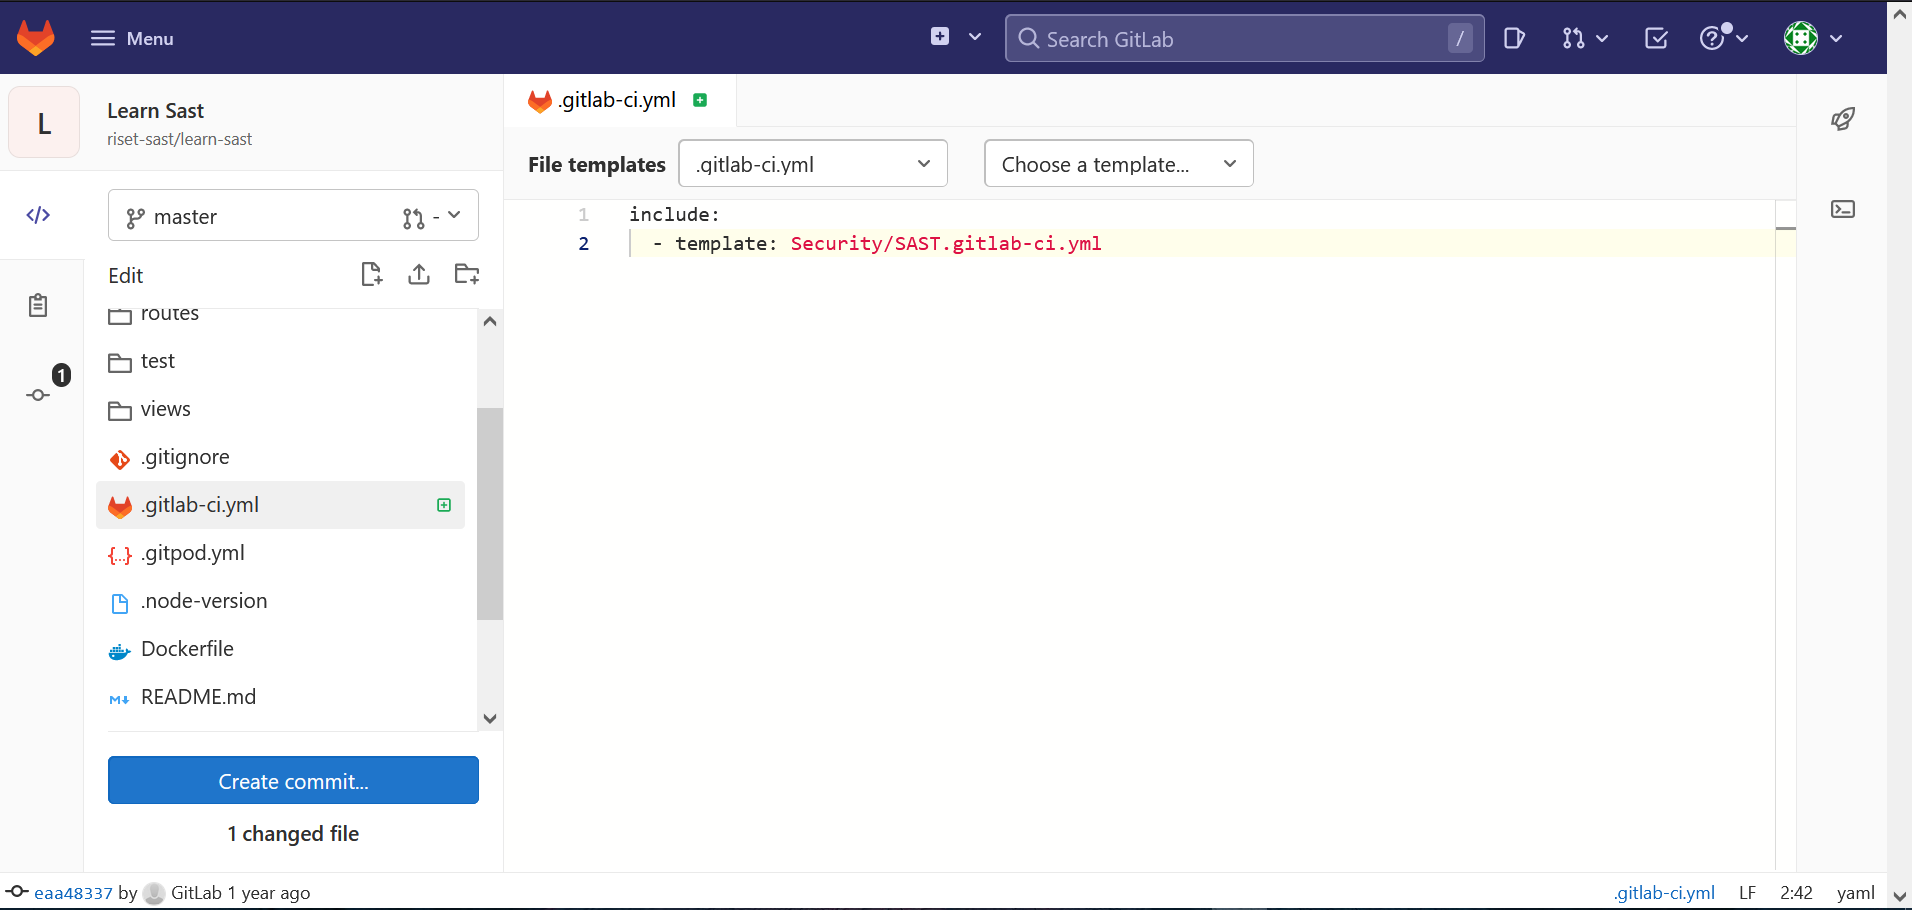 Menu
Search GitLab /
L
Learn Sast
riset-sast/learn-sast
master -
Edit
routes
test
views
.gitignore
.gitlab-ci.yml
.gitpod.yml
.node-version
Dockerfile
README.md
1
Create commit...
1 changed file
.gitlab-ci.yml
File templates .gitlab-ci.yml Choose a template...
1 include:
2 - template: Security/SAST.gitlab-ci.yml
eaa48337 by GitLab 1 year ago
.gitlab-ci.yml LF 2:42 yaml